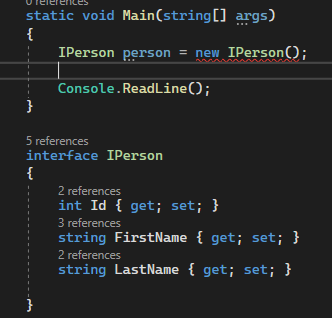 0 references
static void Main(string[] args)
{
IPerson person = new IPerson();
Console.ReadLine();
}
5 references
interface IPerson
{
2 references
int Id { get; set; }
3 references
string FirstName { get; set; }
2 references
string LastName { get; set; }
}